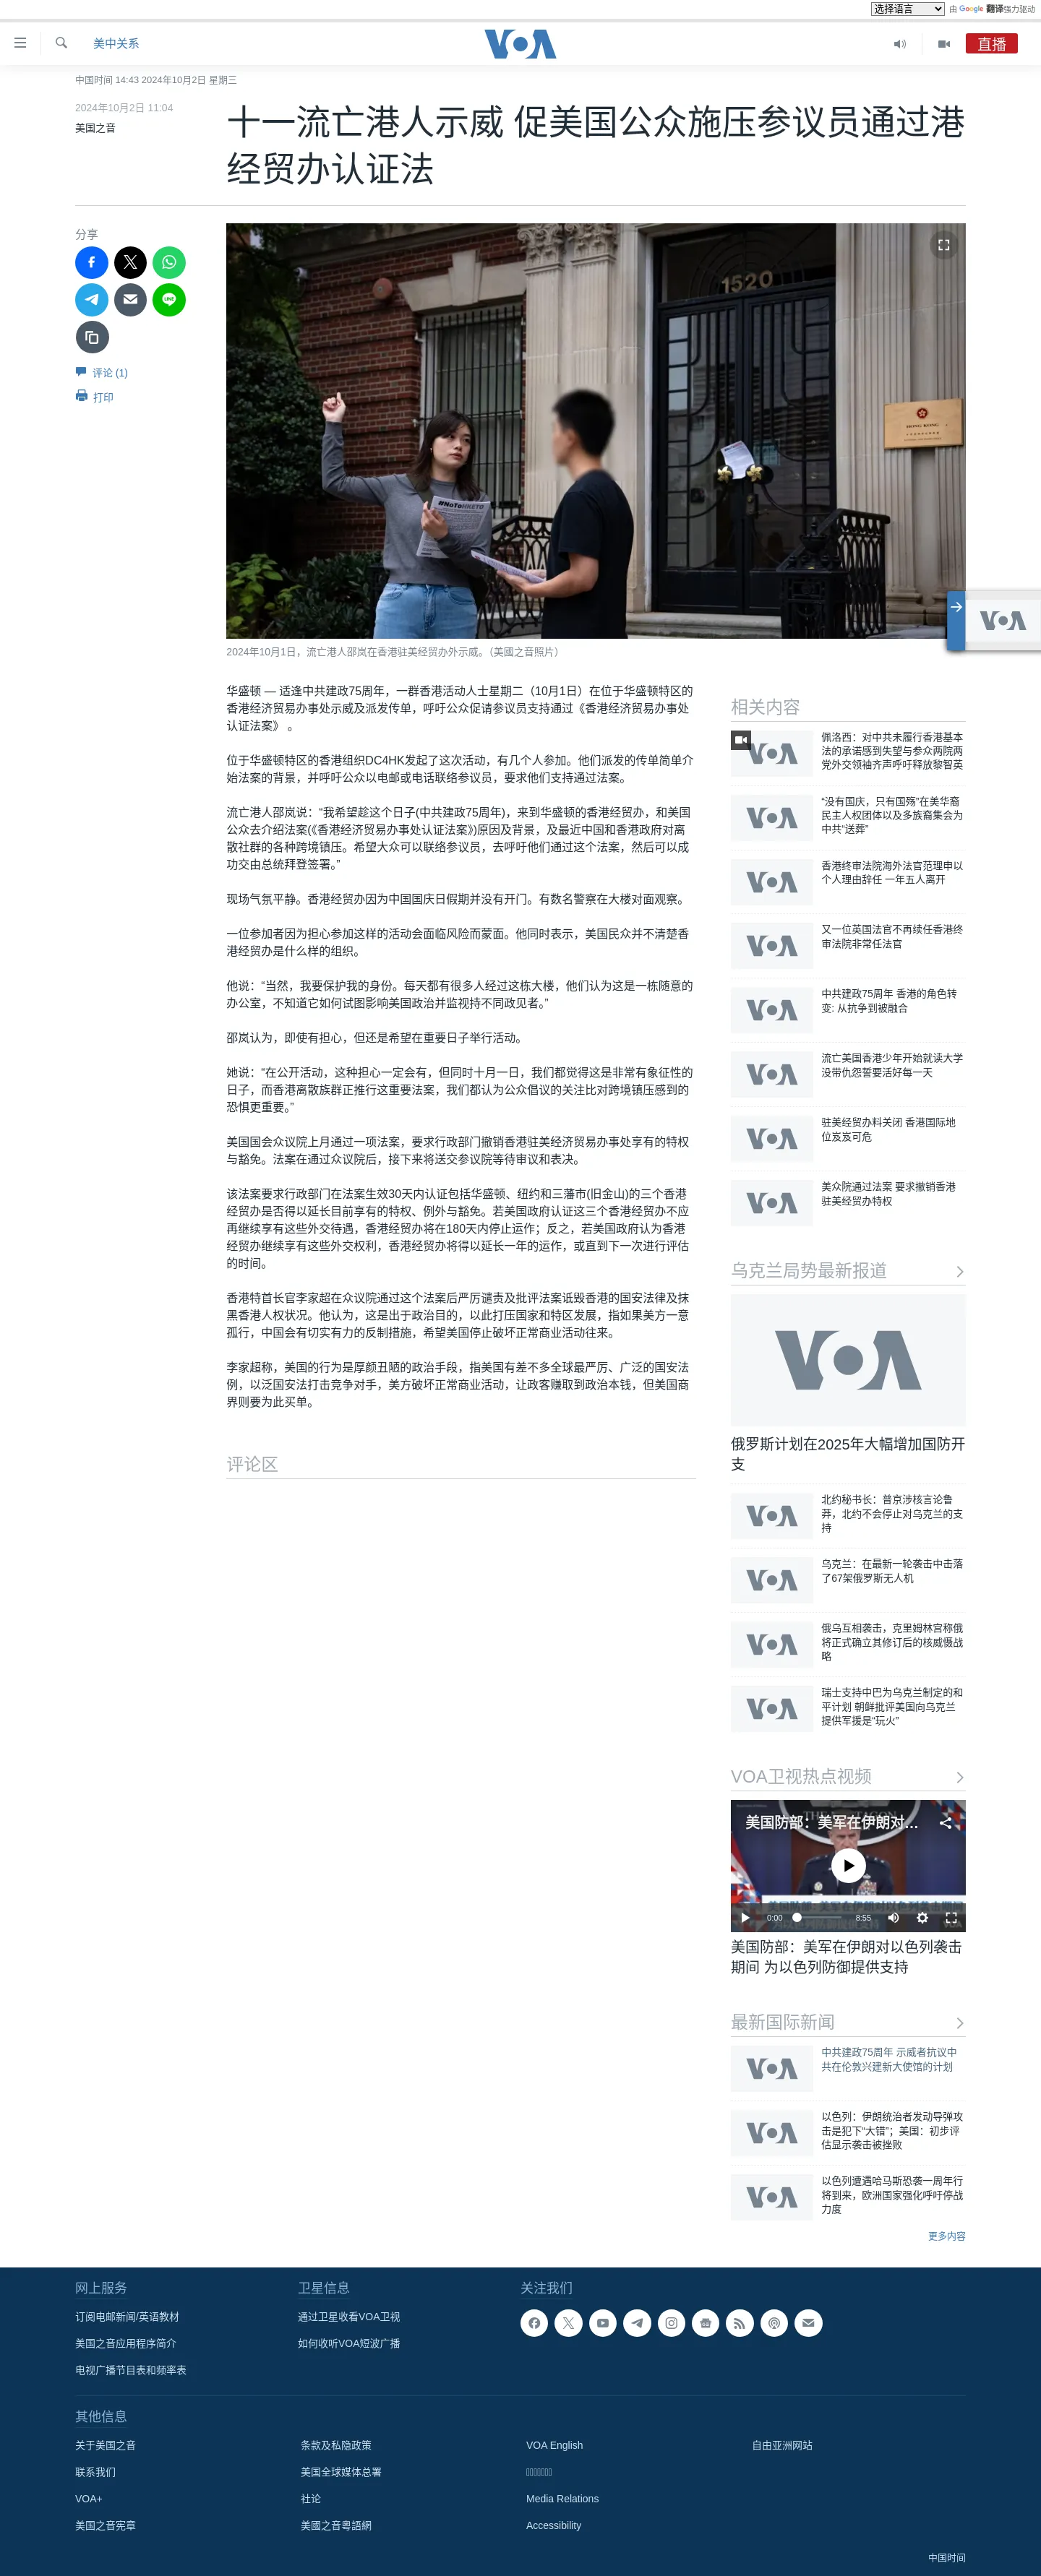 选择语言 由 Google 翻译强力驱动
美中关系
VOA
直播
中国时间 14:43 2024年10月2日 星期三
2024年10月2日 11:04
美国之音
十一流亡港人示威 促美国公众施压参议员通过港
经贸办认证法
分享
评论 (1)
打印
1520
HONG KONG
#NoToHKETO
2024年10月1日，流亡港人邵岚在香港驻美经贸办外示威。（美國之音照片）
VOA
华盛顿 — 适逢中共建政75周年，一群香港活动人士星期二（10月1日）在位于华盛顿特区的
香港经济贸易办事处示威及派发传单，呼吁公众促请参议员支持通过《香港经济贸易办事处
认证法案》 。
位于华盛顿特区的香港组织DC4HK发起了这次活动，有几个人参加。他们派发的传单简单介
始法案的背景，并呼吁公众以电邮或电话联络参议员，要求他们支持通过法案。
流亡港人邵岚说：“我希望趁这个日子(中共建政75周年)，来到华盛顿的香港经贸办，和美国
公众去介绍法案(《香港经济贸易办事处认证法案》)原因及背景，及最近中国和香港政府对离
散社群的各种跨境镇压。希望大众可以联络参议员，去呼吁他们通过这个法案，然后可以成
功交由总统拜登签署。”
现场气氛平静。香港经贸办因为中国国庆日假期并没有开门。有数名警察在大楼对面观察。
一位参加者因为担心参加这样的活动会面临风险而蒙面。他同时表示，美国民众并不清楚香
港经贸办是什么样的组织。
他说：“当然，我要保护我的身份。每天都有很多人经过这栋大楼，他们认为这是一栋随意的
办公室，不知道它如何试图影响美国政治并监视持不同政见者。”
邵岚认为，即使有担心，但还是希望在重要日子举行活动。
她说：“在公开活动，这种担心一定会有，但同时十月一日，我们都觉得这是非常有象征性的
日子，而香港离散族群正推行这重要法案，我们都认为公众倡议的关注比对跨境镇压感到的
恐惧更重要。”
美国国会众议院上月通过一项法案，要求行政部门撤销香港驻美经济贸易办事处享有的特权
与豁免。法案在通过众议院后，接下来将送交参议院等待审议和表决。
该法案要求行政部门在法案生效30天内认证包括华盛顿、纽约和三藩市(旧金山)的三个香港
经贸办是否得以延长目前享有的特权、例外与豁免。若美国政府认证这三个香港经贸办不应
再继续享有这些外交待遇，香港经贸办将在180天内停止运作；反之，若美国政府认为香港
经贸办继续享有这些外交权利，香港经贸办将得以延长一年的运作，或直到下一次进行评估
的时间。
香港特首长官李家超在众议院通过这个法案后严厉谴责及批评法案诋毁香港的国安法律及抹
黑香港人权状况。他认为，这是出于政治目的，以此打压国家和特区发展，指如果美方一意
孤行，中国会有切实有力的反制措施，希望美国停止破坏正常商业活动往来。
李家超称，美国的行为是厚颜丑陋的政治手段，指美国有差不多全球最严厉、广泛的国安法
例，以泛国安法打击竞争对手，美方破坏正常商业活动，让政客赚取到政治本钱，但美国商
界则要为此买单。
评论区
相关内容
佩洛西：对中共未履行香港基本
法的承诺感到失望与参众两院两
党外交领袖齐声呼吁释放黎智英
“没有国庆，只有国殇”在美华裔
民主人权团体以及多族裔集会为
中共“送葬”
香港终审法院海外法官范理申以
个人理由辞任 一年五人离开
又一位英国法官不再续任香港终
审法院非常任法官
中共建政75周年 香港的角色转
变: 从抗争到被融合
流亡美国香港少年开始就读大学
没带仇怨誓要活好每一天
驻美经贸办料关闭 香港国际地
位岌岌可危
美众院通过法案 要求撤销香港
驻美经贸办特权
乌克兰局势最新报道
VOA
俄罗斯计划在2025年大幅增加国防开
支
北约秘书长：普京涉核言论鲁
莽，北约不会停止对乌克兰的支
持
乌克兰：在最新一轮袭击中击落
了67架俄罗斯无人机
俄乌互相袭击，克里姆林宫称俄
将正式确立其修订后的核威慑战
略
瑞士支持中巴为乌克兰制定的和
平计划 朝鲜批评美国向乌克兰
提供军援是“玩火”
VOA卫视热点视频
美国防部：美军在伊朗对...
0:00 8:55
美国防部：美军在伊朗对以色列袭击
期间 为以色列防御提供支持
最新国际新闻
中共建政75周年 示威者抗议中
共在伦敦兴建新大使馆的计划
以色列：伊朗统治者发动导弹攻
击是犯下“大错”；美国：初步评
估显示袭击被挫败
以色列遭遇哈马斯恐袭一周年行
将到来，欧洲国家强化呼吁停战
力度
更多内容
网上服务
订阅电邮新闻/英语教材
美国之音应用程序简介
电视广播节目表和频率表
卫星信息
通过卫星收看VOA卫视
如何收听VOA短波广播
关注我们
其他信息
关于美国之音
联系我们
VOA+
美国之音宪章
条款及私隐政策
美国全球媒体总署
社论
美國之音粵語網
VOA English
Media Relations
Accessibility
自由亚洲网站
中国时间